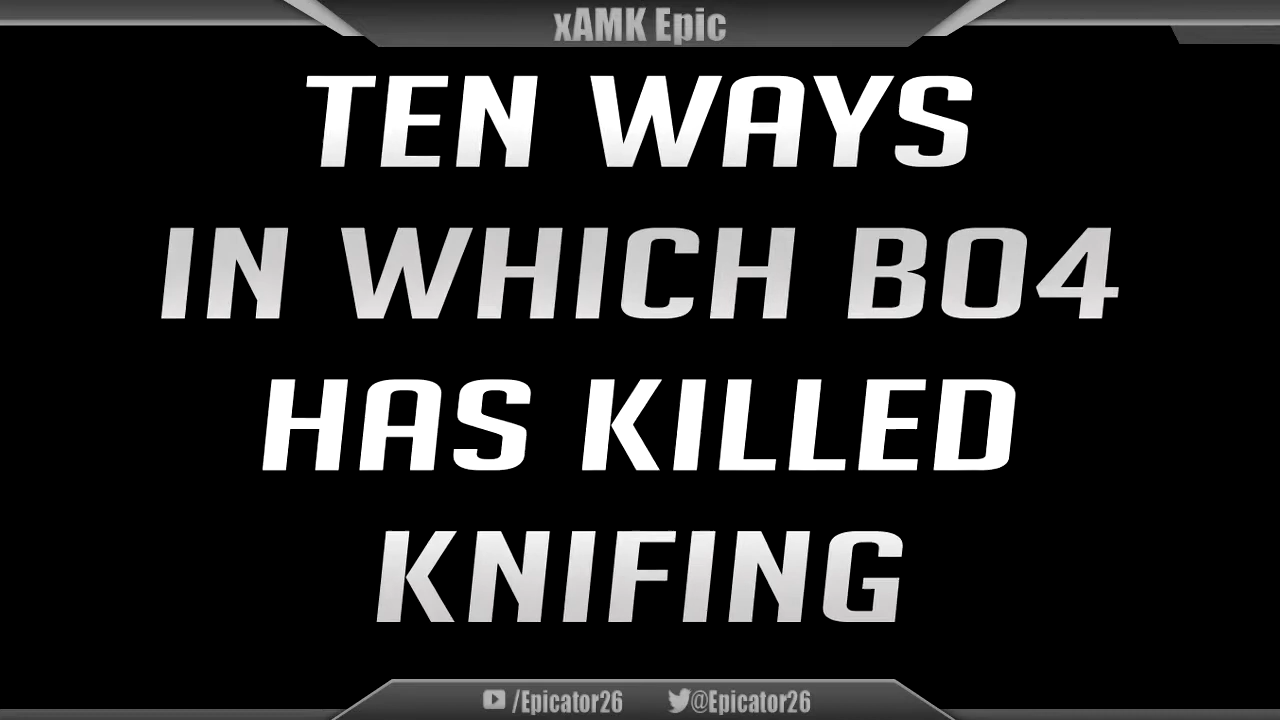 xAMK Epic
TEN WAYS
IN WHICH BO4
HAS KILLED
KNIFING
/Epicator26 @Epicator26